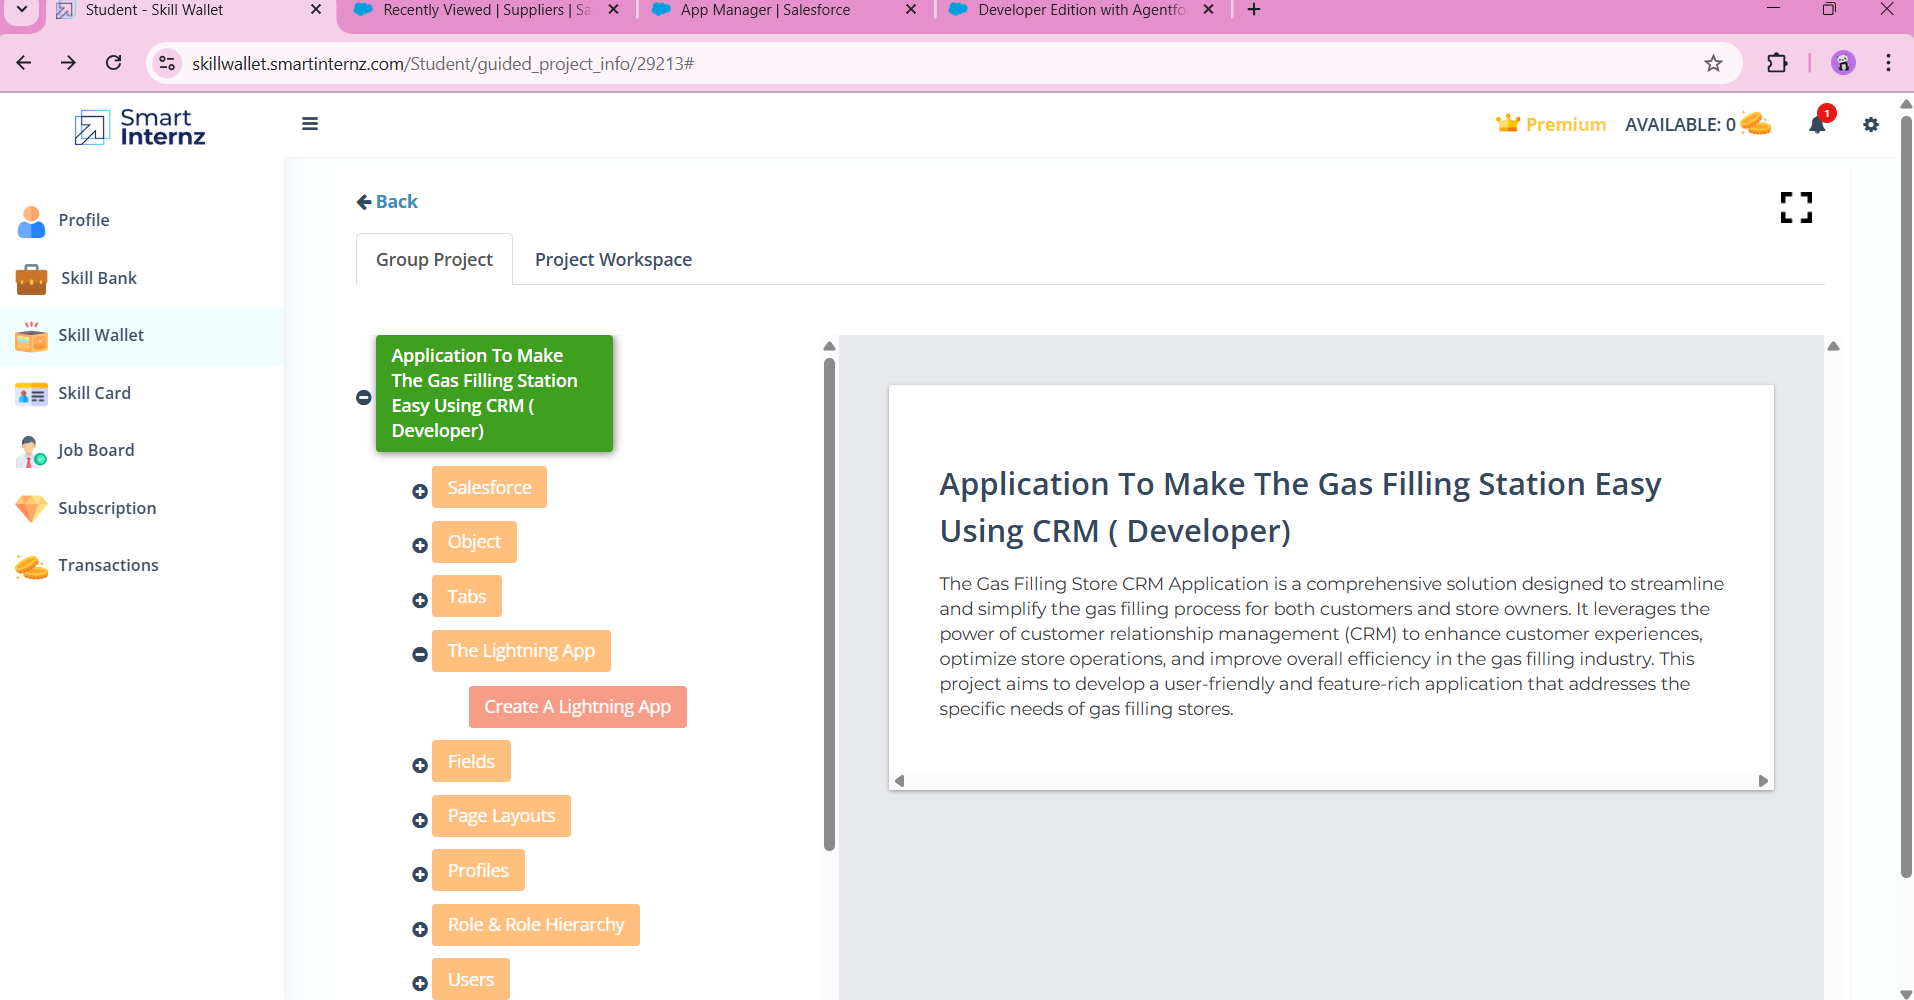 Student - Skill Wallet
Recently Viewed | Suppliers | Sa
App Manager | Salesforce
Developer Edition with Agentfo
skillwallet.smartinternz.com/Student/guided_project_info/29213#
Smart
Internz
Premium
AVAILABLE: 0
1
Profile
Skill Bank
Skill Wallet
Skill Card
Job Board
Subscription
Transactions
Back
Group Project
Project Workspace
Application To Make
The Gas Filling Station
Easy Using CRM (
Developer)
Salesforce
Object
Tabs
The Lightning App
Create A Lightning App
Fields
Page Layouts
Profiles
Role & Role Hierarchy
Users
Application To Make The Gas Filling Station Easy
Using CRM ( Developer)
The Gas Filling Store CRM Application is a comprehensive solution designed to streamline
and simplify the gas filling process for both customers and store owners. It leverages the
power of customer relationship management (CRM) to enhance customer experiences,
optimize store operations, and improve overall efficiency in the gas filling industry. This
project aims to develop a user-friendly and feature-rich application that addresses the
specific needs of gas filling stores.